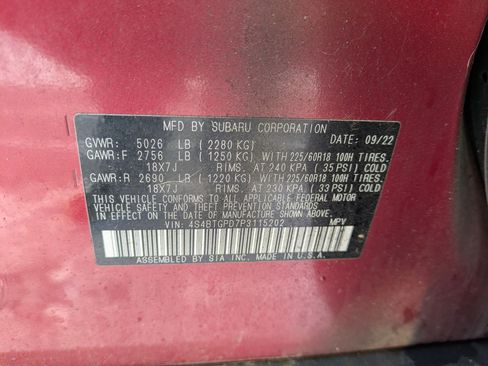 MFD BY SUBARU CORPORATION
GVWR: 5026 LB ( 2280 KG) DATE: 09/22
GAWR:F 2756 LB ( 1250 KG) WITH 225/60R18 100H TIRES.
18X7J RIMS. AT 240 KPA ( 35 PSI) COLD
GAWR:R 2690 LB ( 1220 KG) WITH 225/60R18 100H TIRES.
18X7J RIMS. AT 230 KPA ( 33 PSI) COLD
THIS VEHICLE CONFORMS TO ALL APPLICABLE FEDERAL MOTOR
VEHICLE SAFETY, BUMPER, AND THEFT PREVENTION STANDARDS
IN EFFECT ON THE DATE OF MANUFACTURE SHOWN ABOVE.
VIN: 4S4BTGPD7P3115202 MPV
ASSEMBLED BY SIA INC. MADE IN U.S.A.